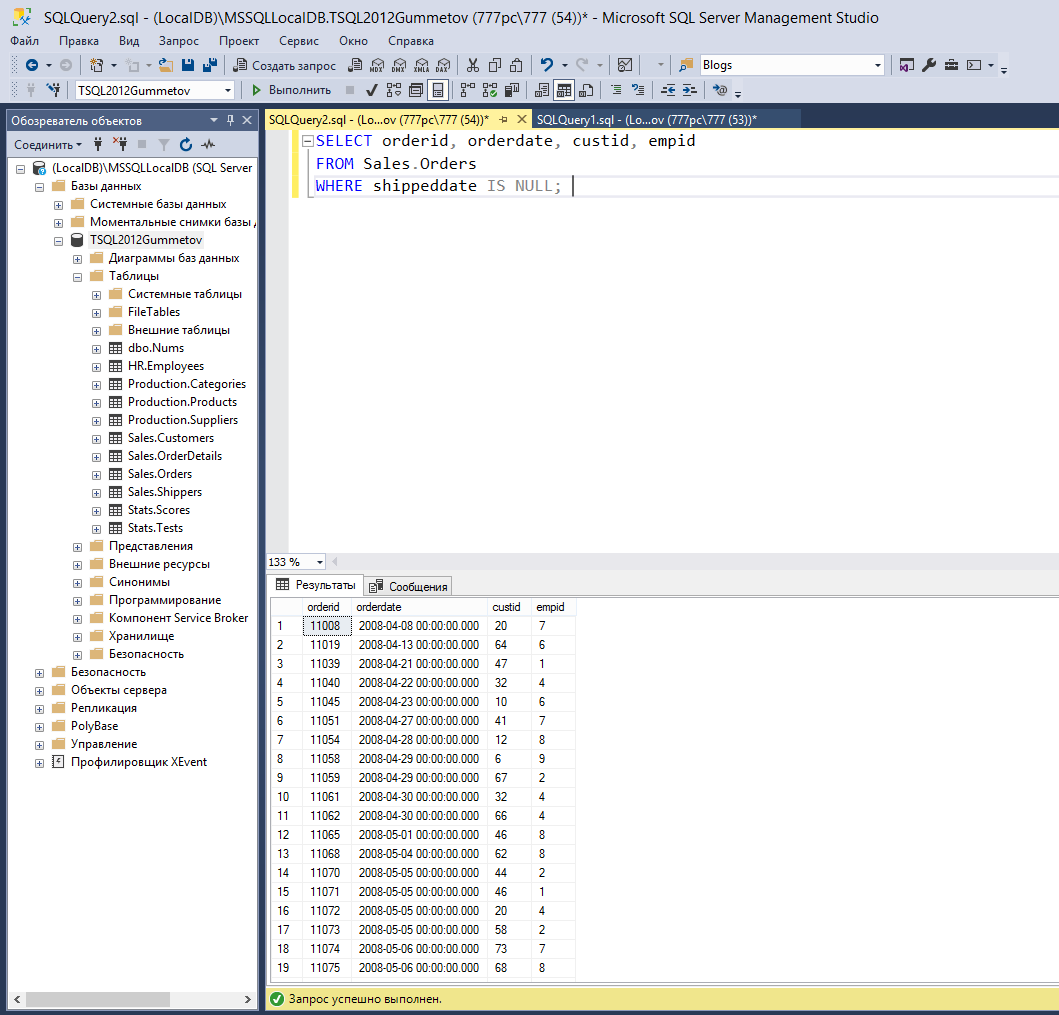 SQLQuery2.sql - (LocalDB)\MSSQLLocalDB.TSQL2012Gummetov (777pc\777 (54))* - Microsoft SQL Server Management Studio
Файл Правка Вид Запрос Проект Сервис Окно Справка
Создать запрос MDX DMX XMLA DAX Blogs
TSQL2012Gummetov Выполнить
Обозреватель объектов
Соединить
(LocalDB)\MSSQLLocalDB (SQL Server
Базы данных
Системные базы данных
Моментальные снимки базы
TSQL2012Gummetov
Диаграммы баз данных
Таблицы
Системные таблицы
FileTables
Внешние таблицы
dbo.Nums
HR.Employees
Production.Categories
Production.Products
Production.Suppliers
Sales.Customers
Sales.OrderDetails
Sales.Orders
Sales.Shippers
Stats.Scores
Stats.Tests
Представления
Внешние ресурсы
Синонимы
Программирование
Компонент Service Broker
Хранилище
Безопасность
Безопасность
Объекты сервера
Репликация
PolyBase
Управление
Профилировщик XEvent
SQLQuery2.sql - (Lo...ov (777pc\777 (54))* SQLQuery1.sql - (Lo...ov (777pc\777 (53))*
SELECT orderid, orderdate, custid, empid
FROM Sales.Orders
WHERE shippeddate IS NULL;
133 %
Результаты Сообщения
orderid orderdate custid empid
1 11008 2008-04-08 00:00:00.000 20 7
2 11019 2008-04-13 00:00:00.000 64 6
3 11039 2008-04-21 00:00:00.000 47 1
4 11040 2008-04-22 00:00:00.000 32 4
5 11045 2008-04-23 00:00:00.000 10 6
6 11051 2008-04-27 00:00:00.000 41 7
7 11054 2008-04-28 00:00:00.000 12 8
8 11058 2008-04-29 00:00:00.000 6 9
9 11059 2008-04-29 00:00:00.000 67 2
10 11061 2008-04-30 00:00:00.000 32 4
11 11062 2008-04-30 00:00:00.000 66 4
12 11065 2008-05-01 00:00:00.000 46 8
13 11068 2008-05-04 00:00:00.000 62 8
14 11070 2008-05-05 00:00:00.000 44 2
15 11071 2008-05-05 00:00:00.000 46 1
16 11072 2008-05-05 00:00:00.000 20 4
17 11073 2008-05-05 00:00:00.000 58 2
18 11074 2008-05-06 00:00:00.000 73 7
19 11075 2008-05-06 00:00:00.000 68 8
Запрос успешно выполнен.